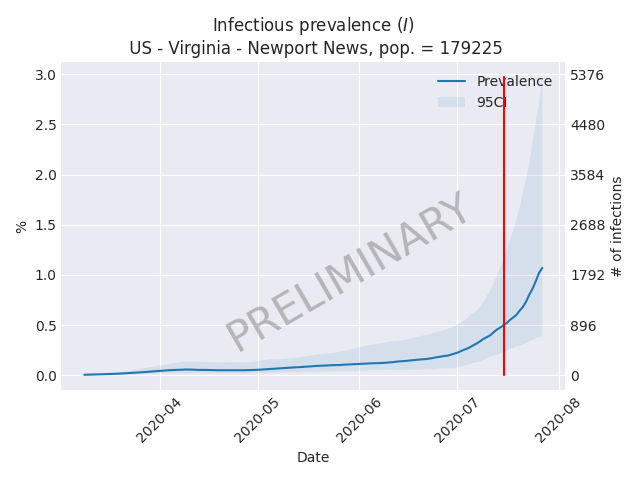 Infectious prevalence (I)
US - Virginia - Newport News, pop. = 179225
Prevalence
95CI
PRELIMINARY
3.0
2.5
2.0
1.5
1.0
0.5
0.0
%
5376
4480
3584
2688
1792
896
0
# of infections
2020-04
2020-05
2020-06
2020-07
2020-08
Date